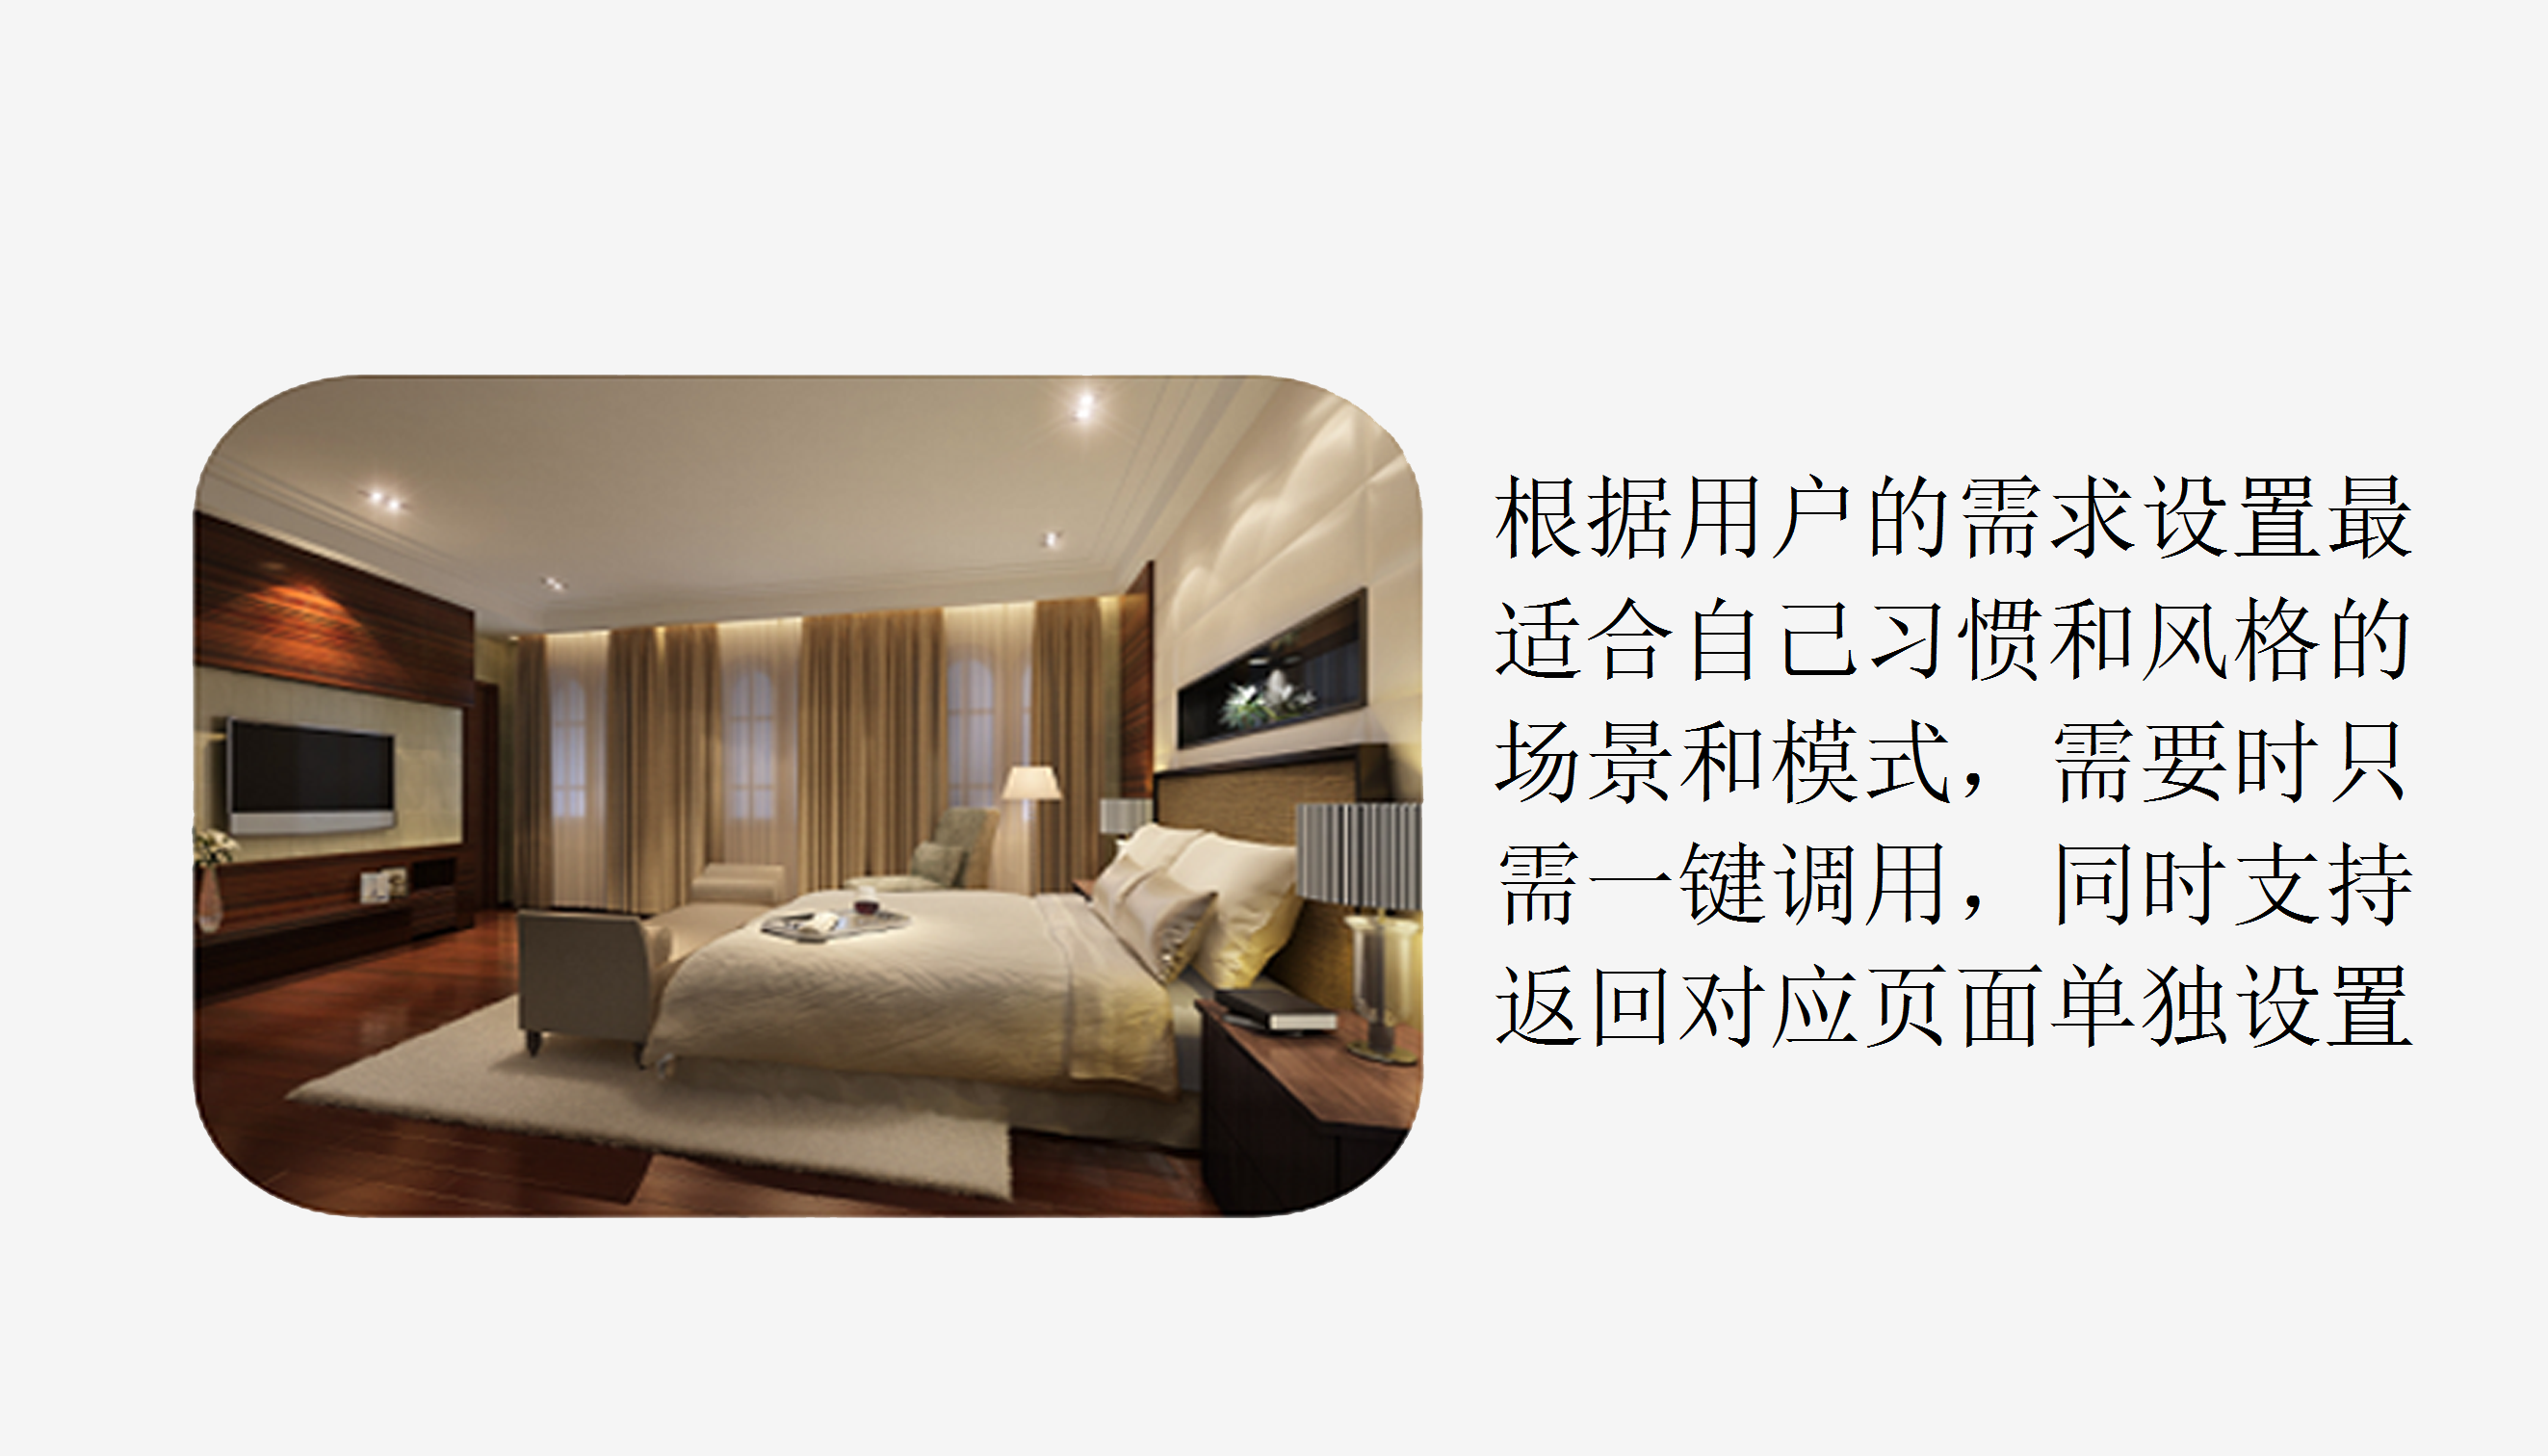 根据用户的需求设置最
适合自己习惯和风格的
场景和模式，需要时只
需一键调用，同时支持
返回对应页面单独设置